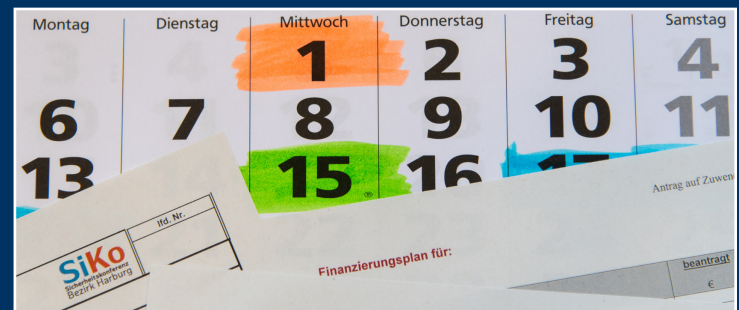 Montag Dienstag Mittwoch Donnerstag Freitag Samstag
1 2 3 4
6 7 8 9 10 11
13 15 16 17
Antrag auf
lfd. Nr.
SiKo
Sicherheitskonferenz
Bezirk Harburg
Finanzierungsplan für:
beantragt
€